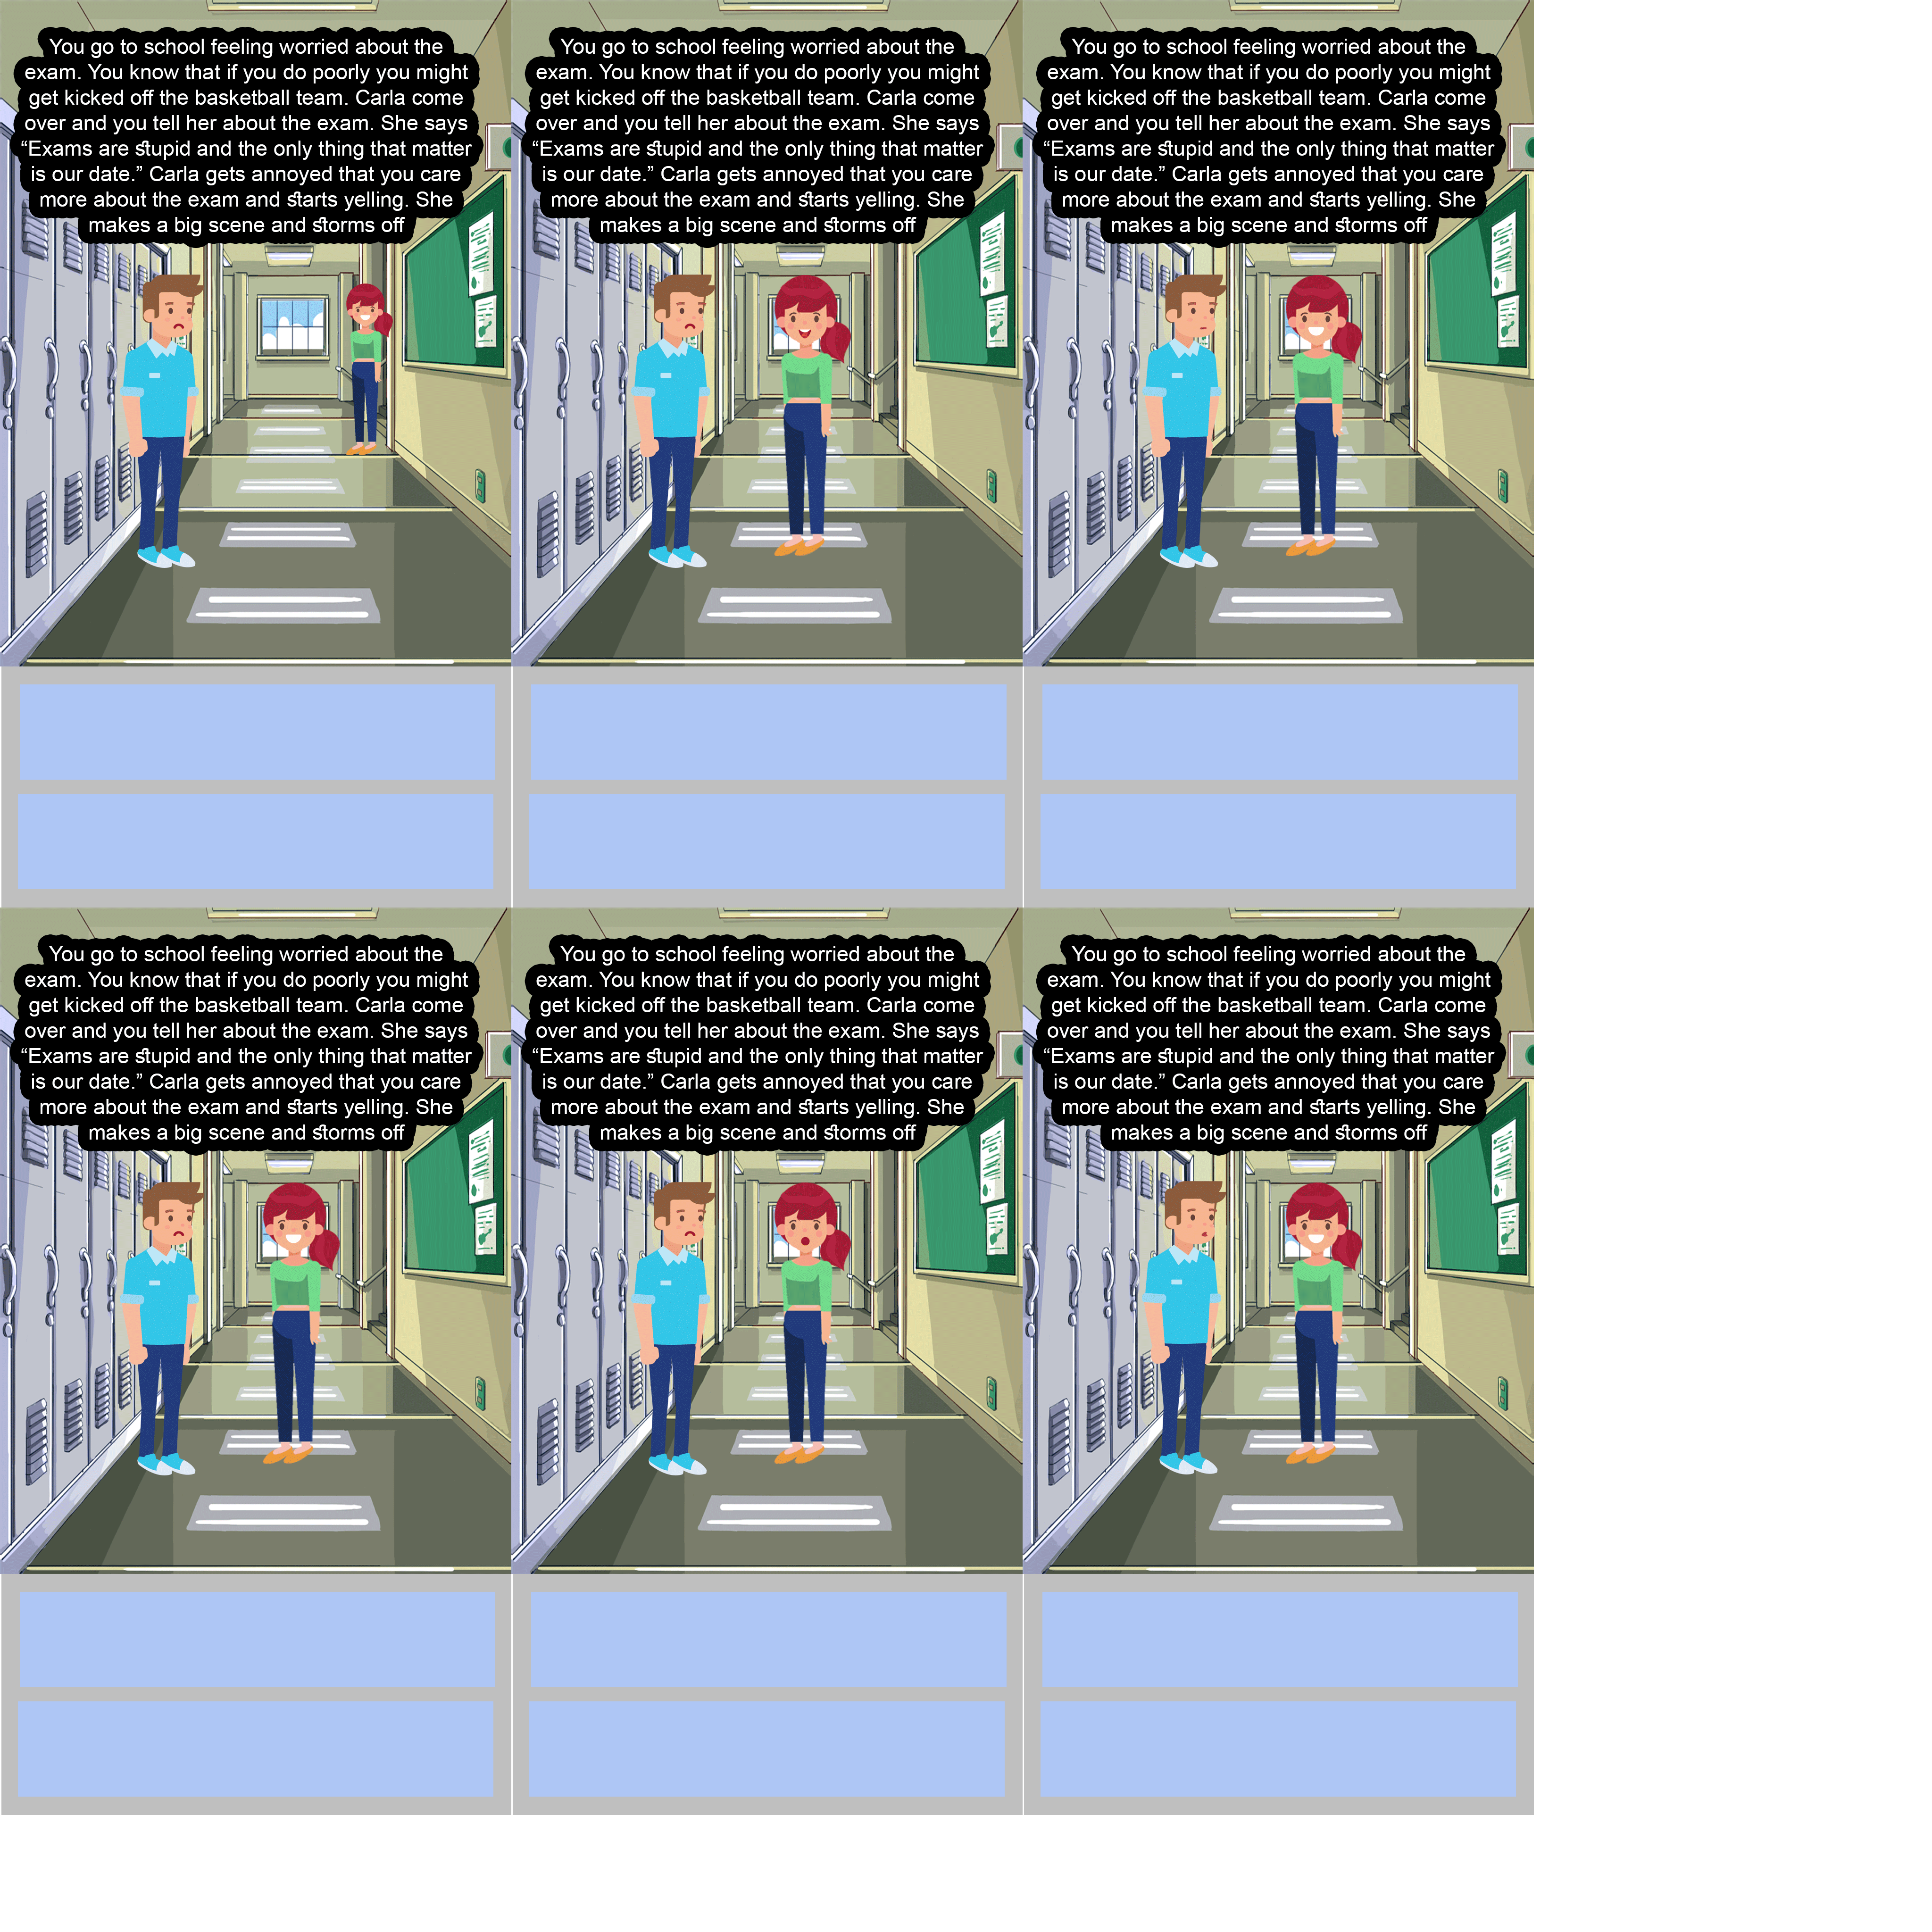 You go to school feeling worried about the
exam. You know that if you do poorly you might
get kicked off the basketball team. Carla come
over and you tell her about the exam. She says
“Exams are stupid and the only thing that matter
is our date.” Carla gets annoyed that you care
more about the exam and starts yelling. She
makes a big scene and storms off
You go to school feeling worried about the
exam. You know that if you do poorly you might
get kicked off the basketball team. Carla come
over and you tell her about the exam. She says
“Exams are stupid and the only thing that matter
is our date.” Carla gets annoyed that you care
more about the exam and starts yelling. She
makes a big scene and storms off
You go to school feeling worried about the
exam. You know that if you do poorly you might
get kicked off the basketball team. Carla come
over and you tell her about the exam. She says
“Exams are stupid and the only thing that matter
is our date.” Carla gets annoyed that you care
more about the exam and starts yelling. She
makes a big scene and storms off
You go to school feeling worried about the
exam. You know that if you do poorly you might
get kicked off the basketball team. Carla come
over and you tell her about the exam. She says
“Exams are stupid and the only thing that matter
is our date.” Carla gets annoyed that you care
more about the exam and starts yelling. She
makes a big scene and storms off
You go to school feeling worried about the
exam. You know that if you do poorly you might
get kicked off the basketball team. Carla come
over and you tell her about the exam. She says
“Exams are stupid and the only thing that matter
is our date.” Carla gets annoyed that you care
more about the exam and starts yelling. She
makes a big scene and storms off
You go to school feeling worried about the
exam. You know that if you do poorly you might
get kicked off the basketball team. Carla come
over and you tell her about the exam. She says
“Exams are stupid and the only thing that matter
is our date.” Carla gets annoyed that you care
more about the exam and starts yelling. She
makes a big scene and storms off